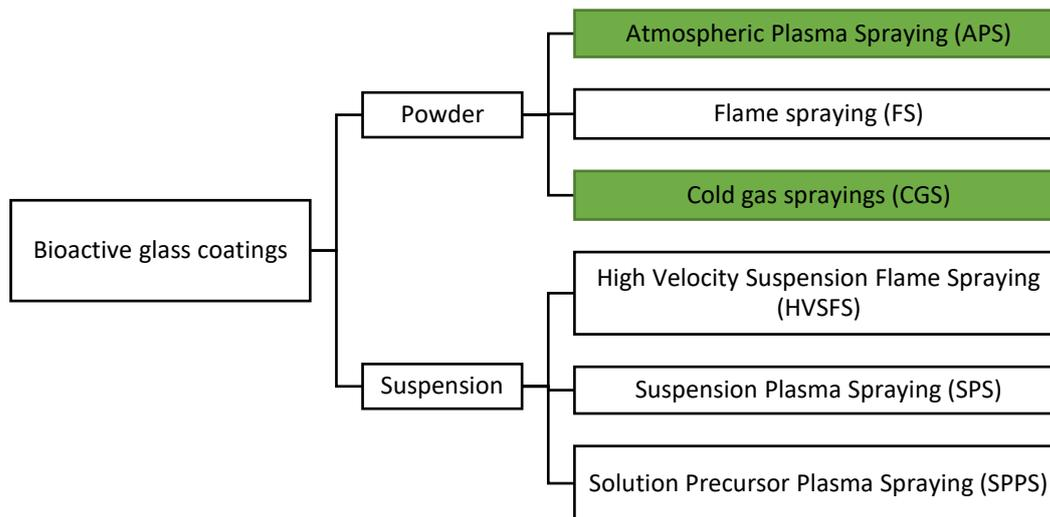 Atmospheric Plasma Spraying (APS)
Powder
Flame spraying (FS)
Cold gas sprayings (CGS)
Bioactive glass coatings
High Velocity Suspension Flame Spraying
(HVSFS)
Suspension
Suspension Plasma Spraying (SPS)
Solution Precursor Plasma Spraying (SPPS)